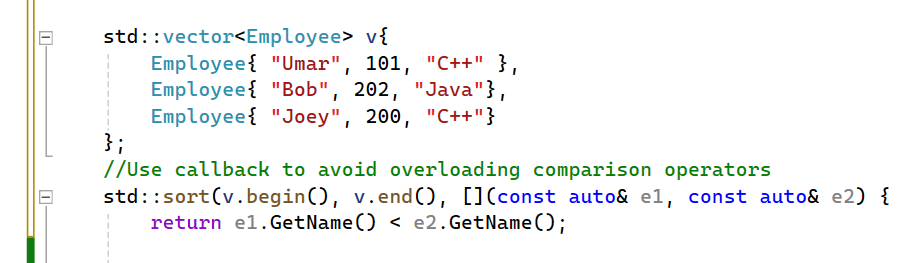 std::vector<Employee> v{
Employee{ "Umar", 101, "C++" },
Employee{ "Bob", 202, "Java"},
Employee{ "Joey", 200, "C++"}
};
//Use callback to avoid overloading comparison operators
std::sort(v.begin(), v.end(), [](const auto& e1, const auto& e2) {
return e1.GetName() < e2.GetName();